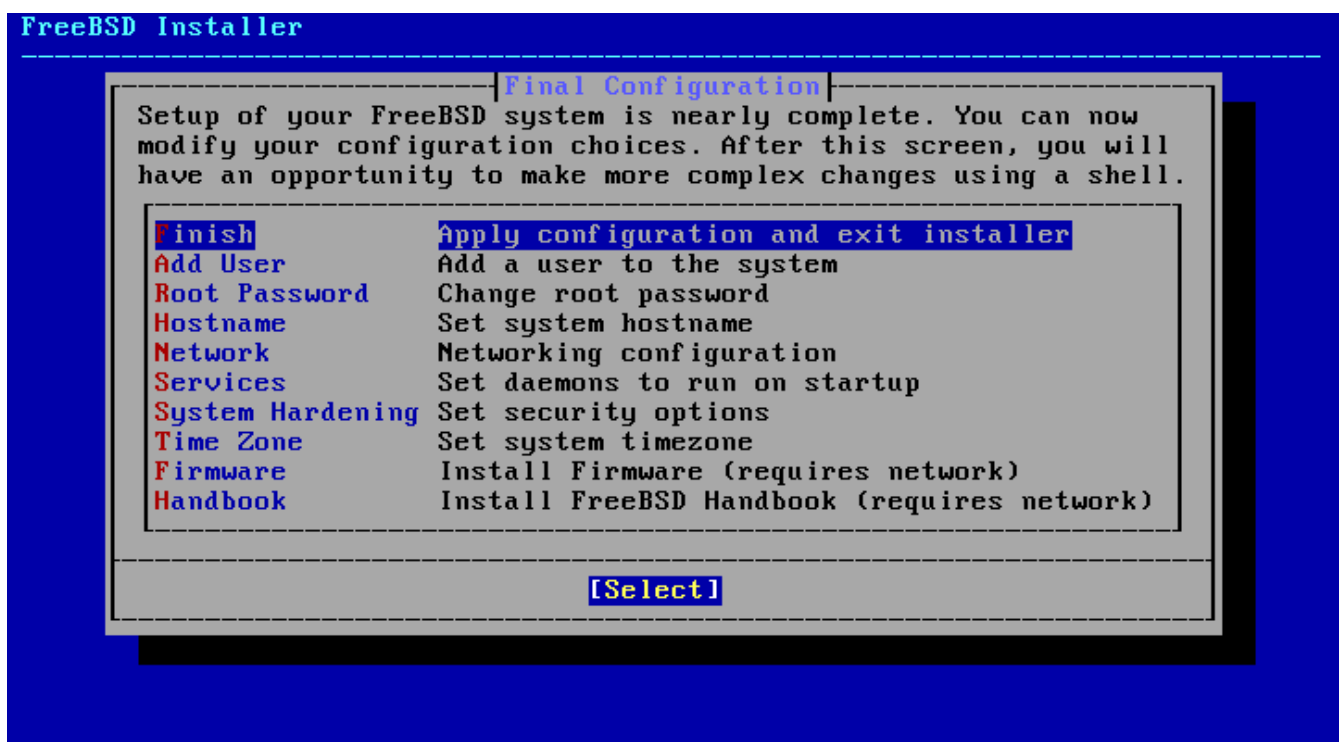 FreeBSD Installer
Final Configuration
Setup of your FreeBSD system is nearly complete. You can now
modify your configuration choices. After this screen, you will
have an opportunity to make more complex changes using a shell.
Finish Apply configuration and exit installer
Add User Add a user to the system
Root Password Change root password
Hostname Set system hostname
Network Networking configuration
Services Set daemons to run on startup
System Hardening Set security options
Time Zone Set system timezone
Firmware Install Firmware (requires network)
Handbook Install FreeBSD Handbook (requires network)
[Select]